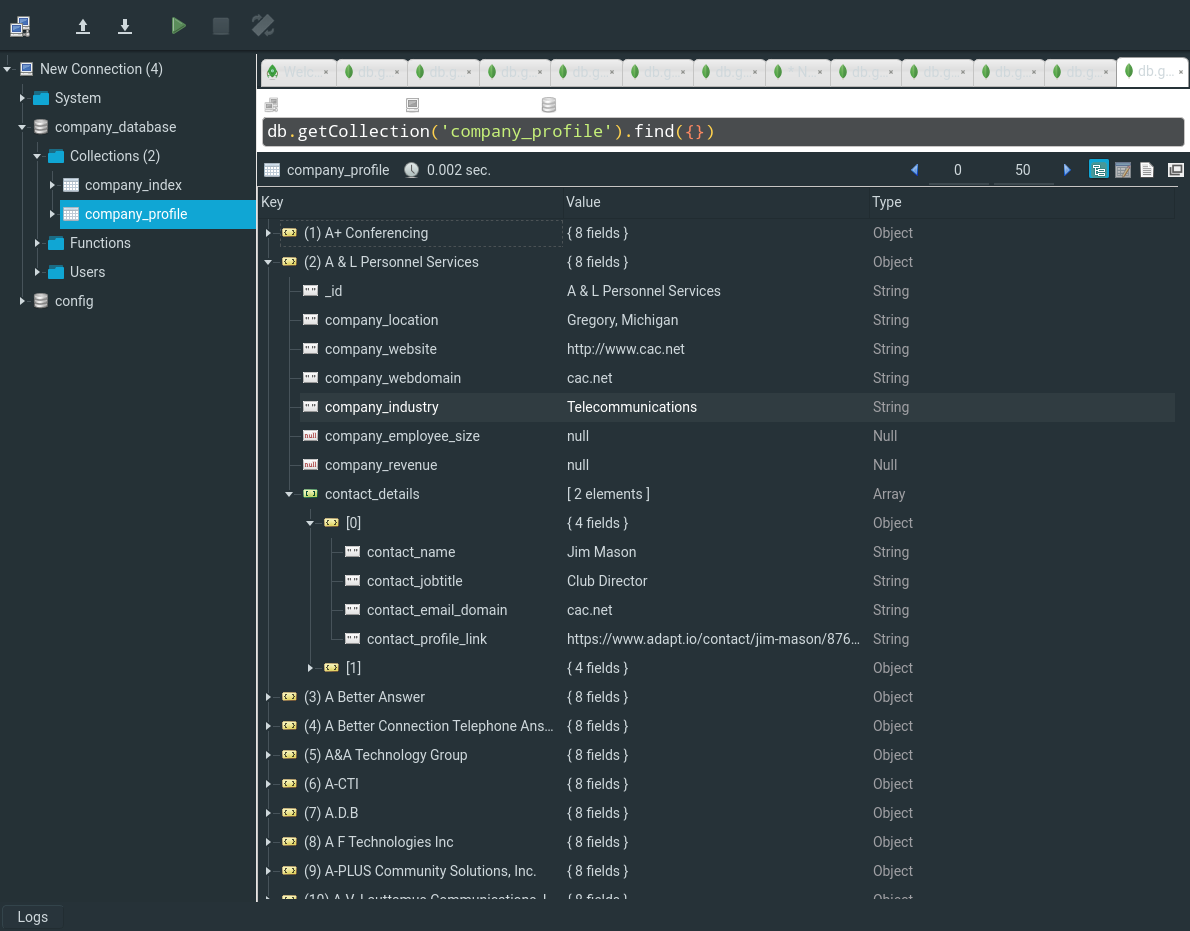 New Connection (4)
System
company_database
Collections (2)
company_index
company_profile
Functions
Users
config
Welc... db.g... db.g... db.g... db.g... db.g... db.g... * N... db.g... db.g... db.g... db.g... db.g...
db.getCollection('company_profile').find({})
company_profile 0.002 sec. 0 50
Key Value Type
(1) A+ Conferencing { 8 fields } Object
(2) A & L Personnel Services { 8 fields } Object
_id A & L Personnel Services String
company_location Gregory, Michigan String
company_website http://www.cac.net String
company_webdomain cac.net String
company_industry Telecommunications String
company_employee_size null Null
company_revenue null Null
contact_details [ 2 elements ] Array
[0] { 4 fields } Object
contact_name Jim Mason String
contact_jobtitle Club Director String
contact_email_domain cac.net String
contact_profile_link https://www.adapt.io/contact/jim-mason/876... String
[1] { 4 fields } Object
(3) A Better Answer { 8 fields } Object
(4) A Better Connection Telephone Ans... { 8 fields } Object
(5) A&A Technology Group { 8 fields } Object
(6) A-CTI { 8 fields } Object
(7) A.D.B { 8 fields } Object
(8) A F Technologies Inc { 8 fields } Object
(9) A-PLUS Community Solutions, Inc. { 8 fields } Object
{ 8 fields } Object
Logs